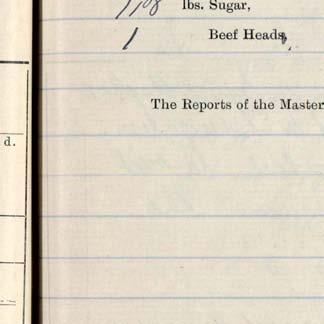 lbs. Sugar,
1 Beef Heads,
The Reports of the Master
d.